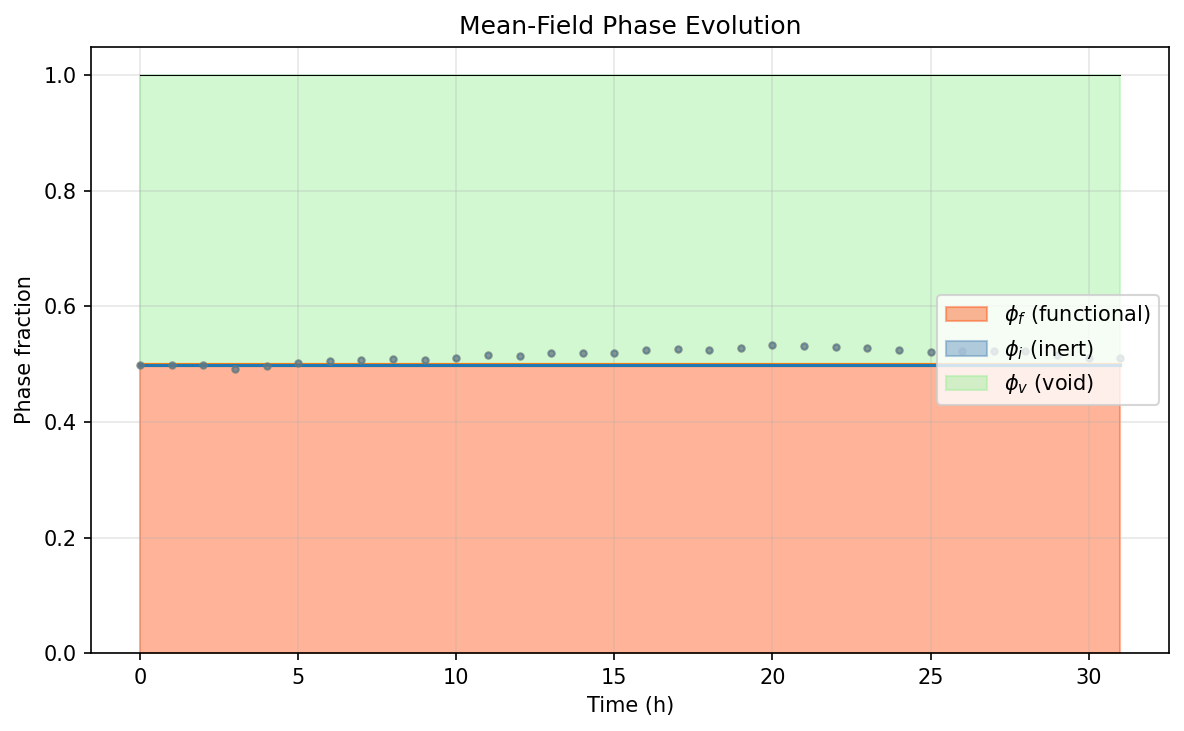 Mean-Field Phase Evolution
Phase fraction
1.0
0.8
0.6
0.4
0.2
0.0
ϕf (functional)
ϕi (inert)
ϕv (void)
0 5 10 15 20 25 30
Time (h)